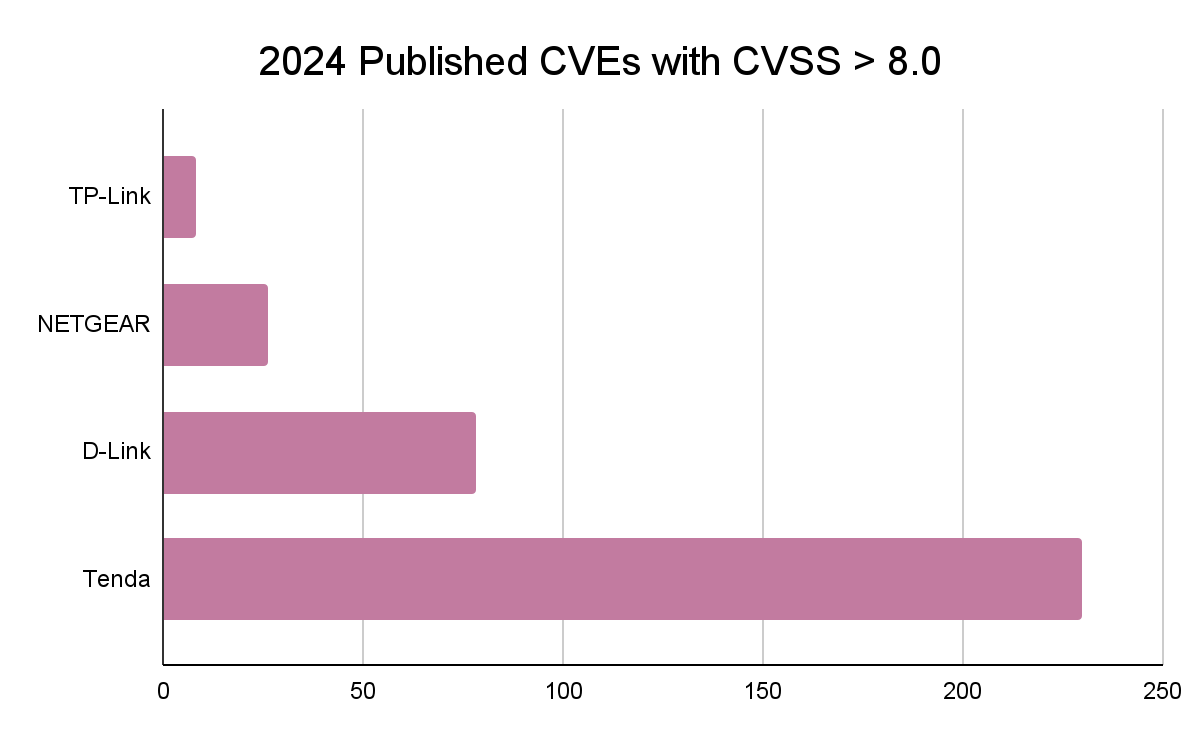 2024 Published CVEs with CVSS > 8.0
TP-Link
NETGEAR
D-Link
Tenda
0 50 100 150 200 250